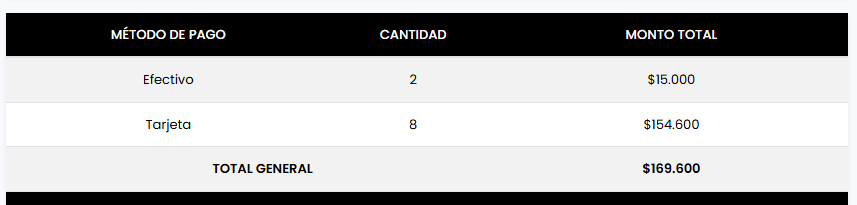 MÉTODO DE PAGO CANTIDAD MONTO TOTAL
Efectivo 2 $15.000
Tarjeta 8 $154.600
TOTAL GENERAL $169.600